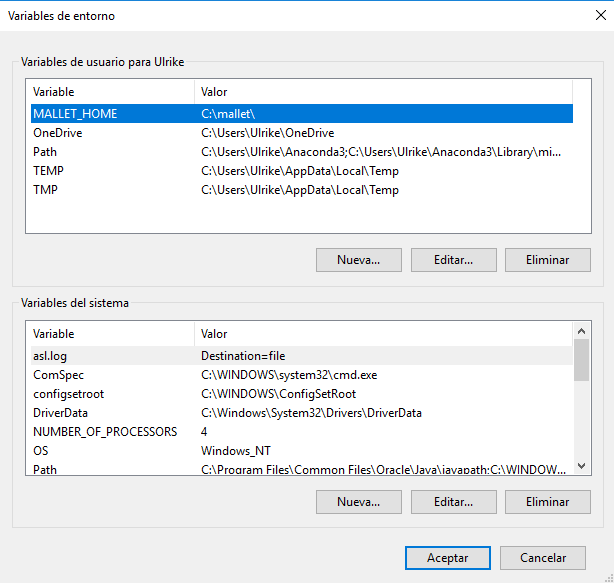 Variables de entorno
Variables de usuario para Ulrike
Variable Valor
MALLET_HOME C:\mallet\
OneDrive C:\Users\Ulrike\OneDrive
Path C:\Users\Ulrike\Anaconda3;C:\Users\Ulrike\Anaconda3\Library\mi...
TEMP C:\Users\Ulrike\AppData\Local\Temp
TMP C:\Users\Ulrike\AppData\Local\Temp
Nueva... Editar... Eliminar
Variables del sistema
Variable Valor
asl.log Destination=file
ComSpec C:\WINDOWS\system32\cmd.exe
configsetroot C:\WINDOWS\ConfigSetRoot
DriverData C:\Windows\System32\Drivers\DriverData
NUMBER_OF_PROCESSORS 4
OS Windows_NT
Path C:\Program Files\Common Files\Oracle\Java\javapath;C:\WINDOW...
Nueva... Editar... Eliminar
Aceptar Cancelar